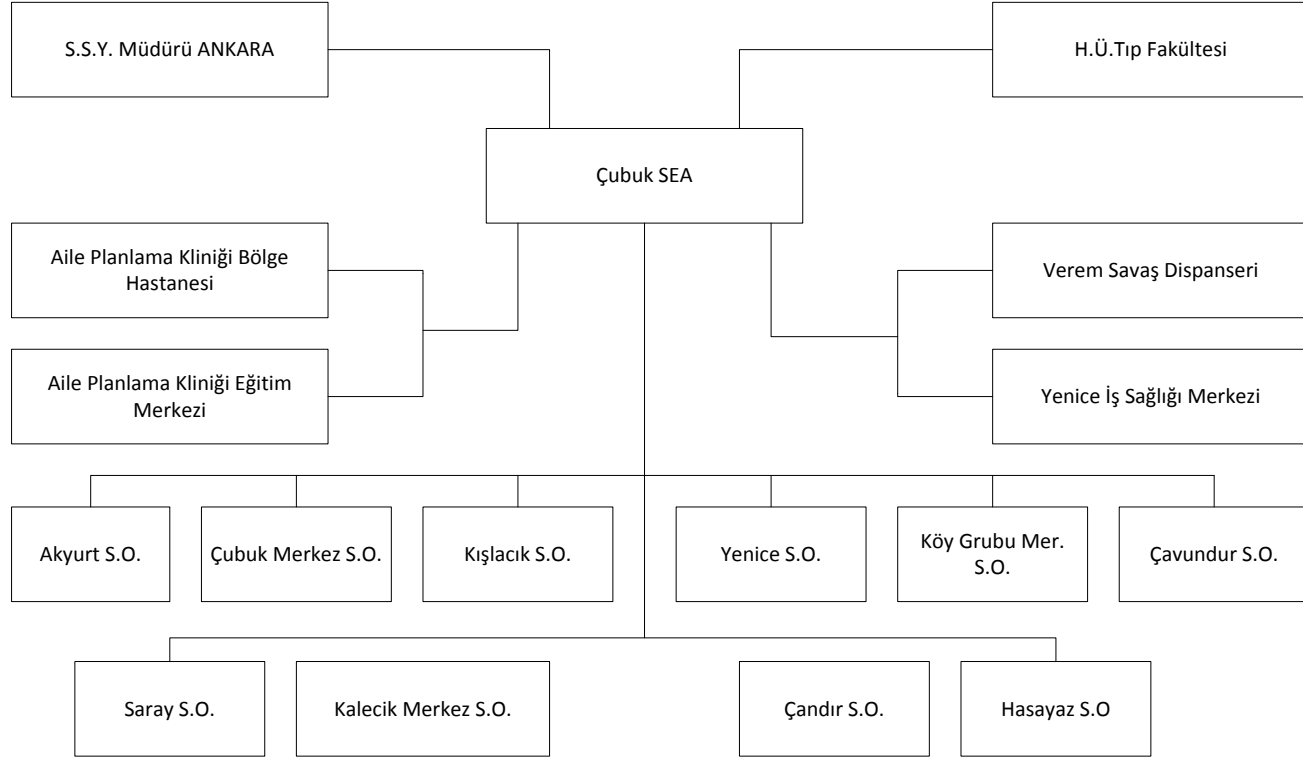 S.S.Y. Müdürü ANKARA
H.Ü.Tıp Fakültesi
Çubuk SEA
Aile Planlama Kliniği Bölge
Hastanesi
Verem Savaş Dispanseri
Aile Planlama Kliniği Eğitim
Merkezi
Yenice İş Sağlığı Merkezi
Akyurt S.O.
Çubuk Merkez S.O.
Kışlacık S.O.
Yenice S.O.
Köy Grubu Mer.
S.O.
Çavundur S.O.
Saray S.O.
Kalecik Merkez S.O.
Çandır S.O.
Hasayaz S.O